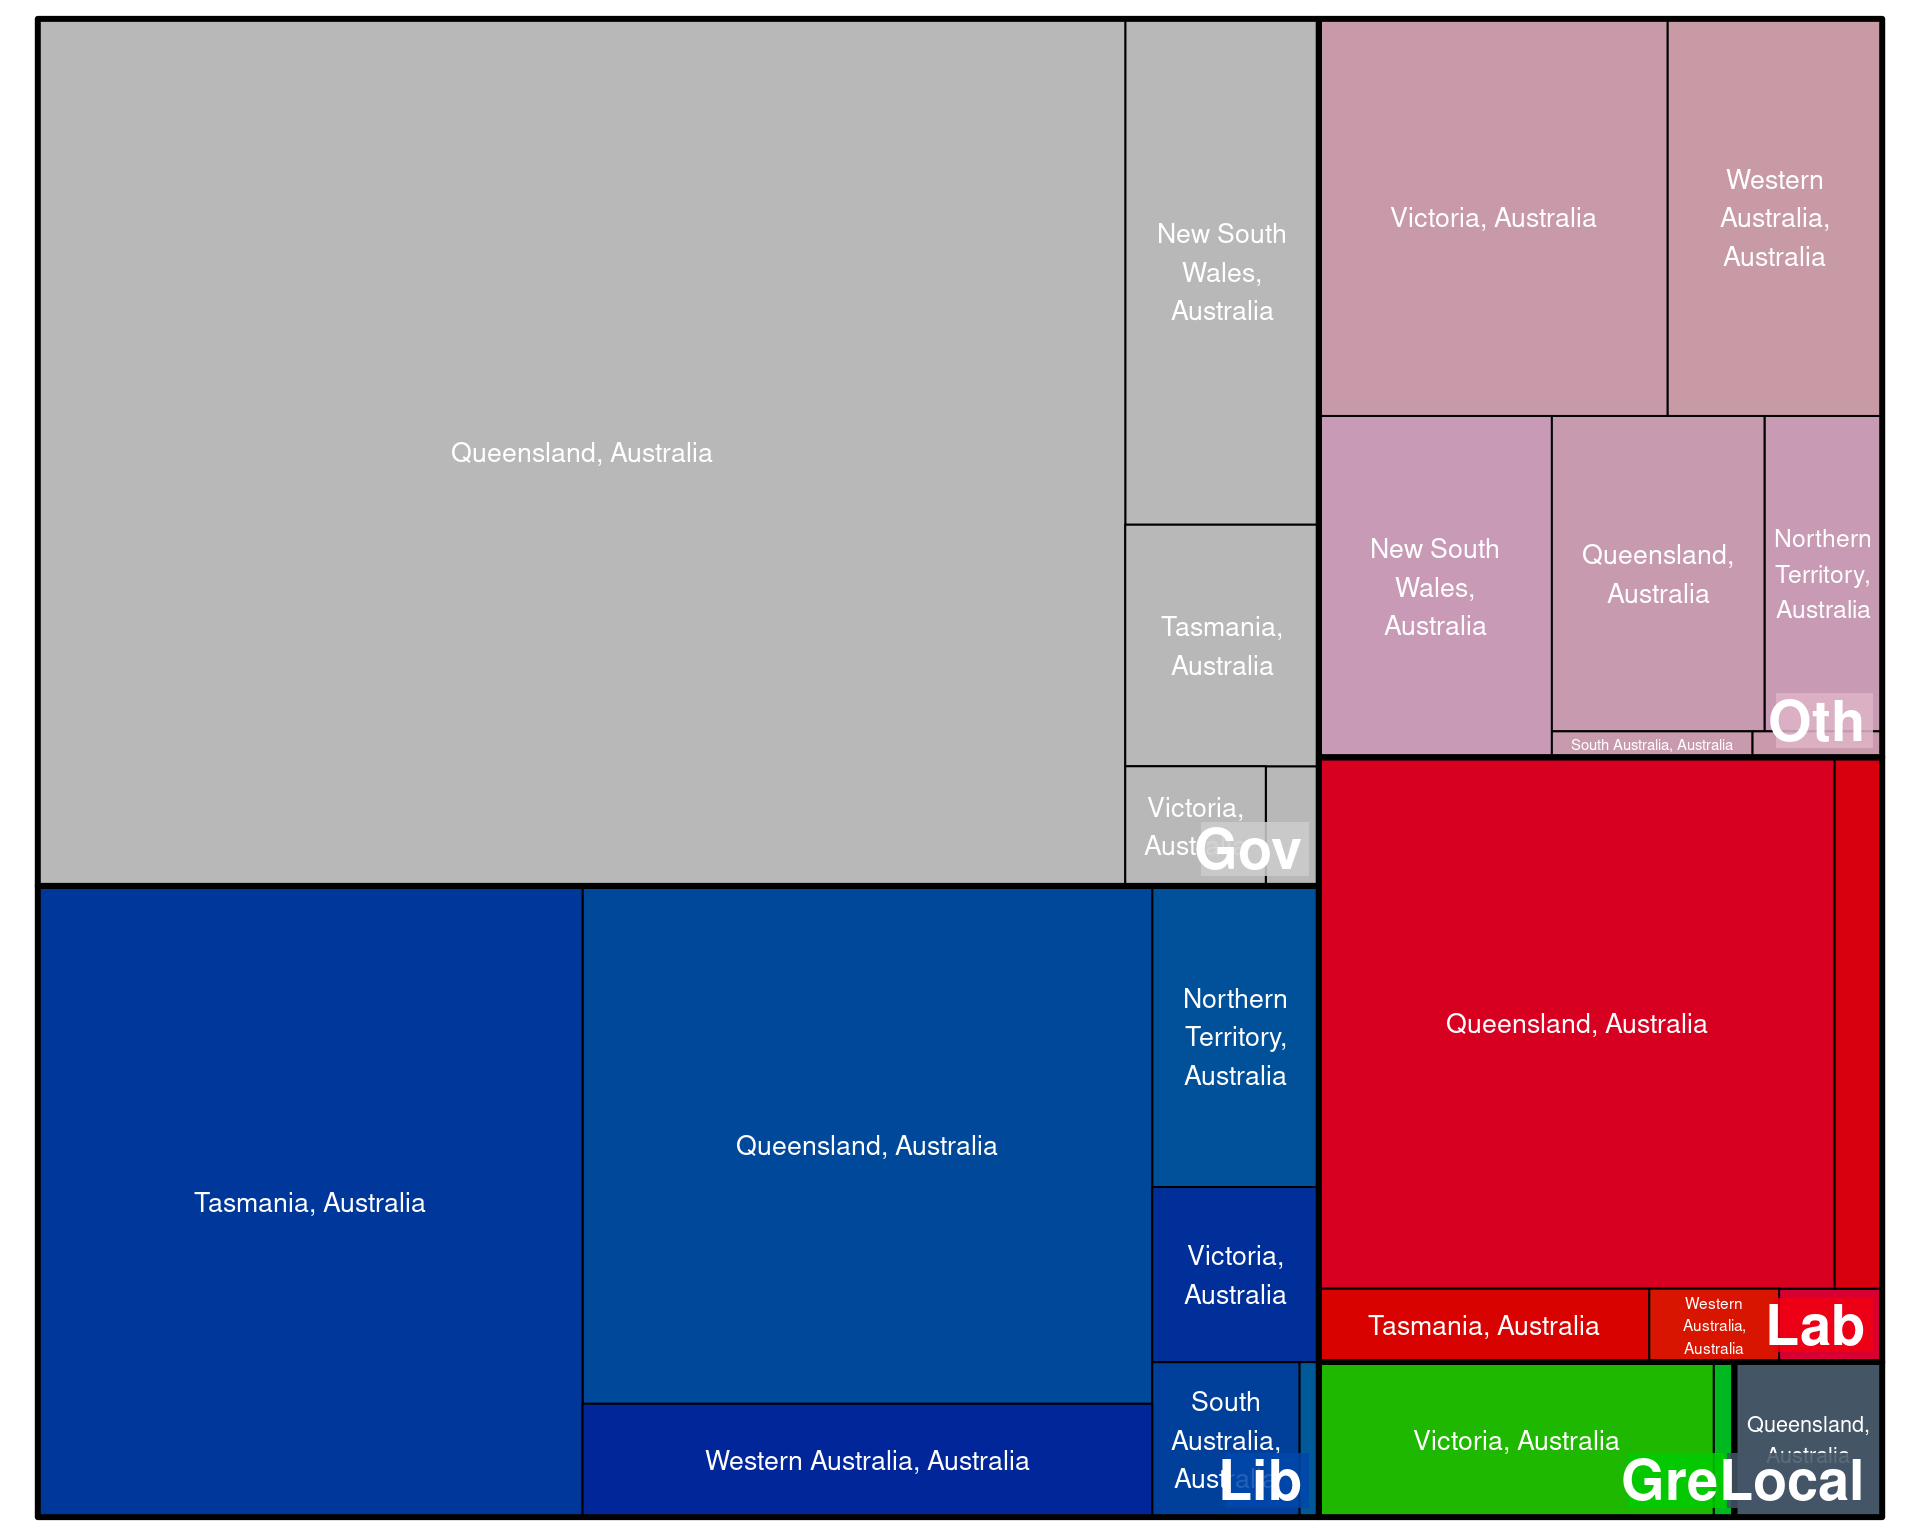 Queensland, Australia
New South
Wales,
Australia
Tasmania,
Australia
Victoria,
Gov
Victoria, Australia
Western
Australia,
Australia
New South
Wales,
Australia
Queensland,
Australia
Northern
Territory,
Australia
South Australia, Australia
Oth
Tasmania, Australia
Queensland, Australia
Northern
Territory,
Australia
Victoria,
Australia
Western Australia, Australia
South
Australia,
Australia
Lib
Queensland, Australia
Tasmania, Australia
Western
Australia,
Australia
Lab
Victoria, Australia
Gre
Queensland,
Australia
Local